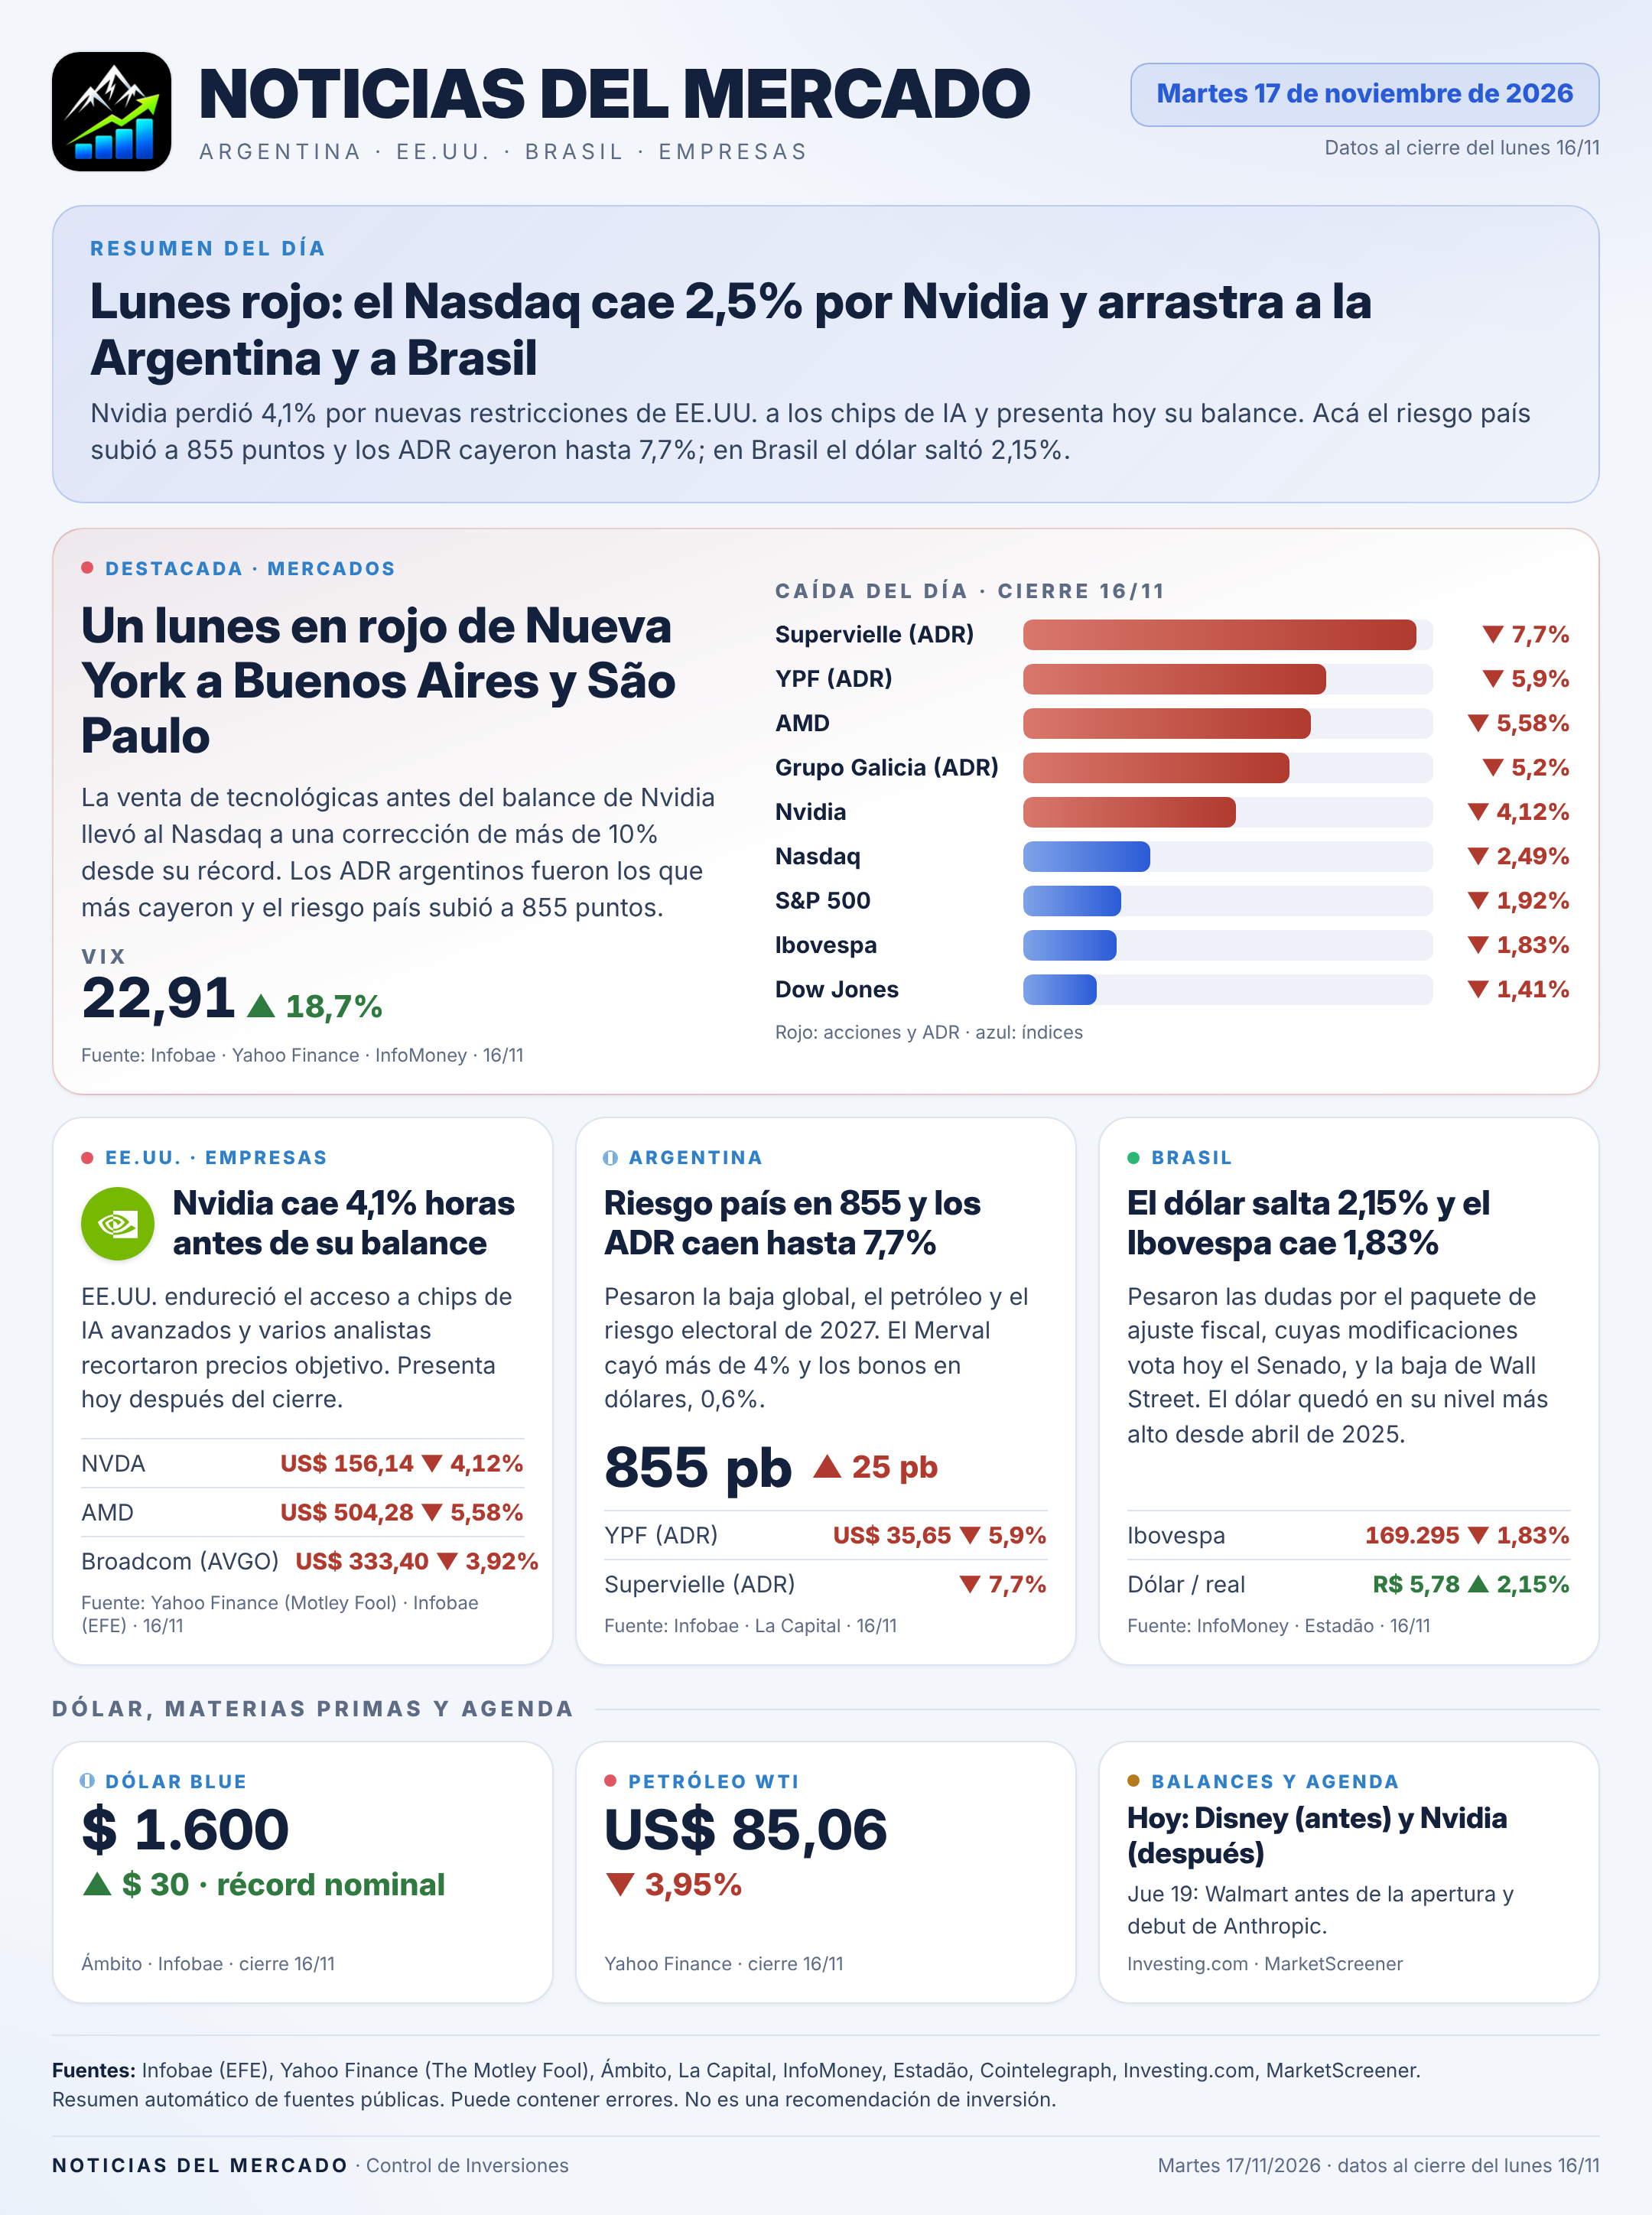 NOTICIAS DEL MERCADO
ARGENTINA · EE.UU. · BRASIL · EMPRESAS
Martes 17 de noviembre de 2026
Datos al cierre del lunes 16/11
RESUMEN DEL DÍA
Lunes rojo: el Nasdaq cae 2,5% por Nvidia y arrastra a la
Argentina y a Brasil
Nvidia perdió 4,1% por nuevas restricciones de EE.UU. a los chips de IA y presenta hoy su balance. Acá el riesgo país
subió a 855 puntos y los ADR cayeron hasta 7,7%; en Brasil el dólar saltó 2,15%.
DESTACADA · MERCADOS
Un lunes en rojo de Nueva
York a Buenos Aires y São
Paulo
La venta de tecnológicas antes del balance de Nvidia
llevó al Nasdaq a una corrección de más de 10%
desde su récord. Los ADR argentinos fueron los que
más cayeron y el riesgo país subió a 855 puntos.
VIX
22,91 ▲ 18,7%
Fuente: Infobae · Yahoo Finance · InfoMoney · 16/11
CAÍDA DEL DÍA · CIERRE 16/11
Supervielle (ADR) ▼ 7,7%
YPF (ADR) ▼ 5,9%
AMD ▼ 5,58%
Grupo Galicia (ADR) ▼ 5,2%
Nvidia ▼ 4,12%
Nasdaq ▼ 2,49%
S&P 500 ▼ 1,92%
Ibovespa ▼ 1,83%
Dow Jones ▼ 1,41%
Rojo: acciones y ADR · azul: índices
EE.UU. · EMPRESAS
Nvidia cae 4,1% horas
antes de su balance
EE.UU. endureció el acceso a chips de
IA avanzados y varios analistas
recortaron precios objetivo. Presenta
hoy después del cierre.
NVDA US$ 156,14 ▼ 4,12%
AMD US$ 504,28 ▼ 5,58%
Broadcom (AVGO) US$ 333,40 ▼ 3,92%
Fuente: Yahoo Finance (Motley Fool) · Infobae
(EFE) · 16/11
ARGENTINA
Riesgo país en 855 y los
ADR caen hasta 7,7%
Pesaron la baja global, el petróleo y el
riesgo electoral de 2027. El Merval
cayó más de 4% y los bonos en
dólares, 0,6%.
855 pb ▲ 25 pb
YPF (ADR) US$ 35,65 ▼ 5,9%
Supervielle (ADR) ▼ 7,7%
Fuente: Infobae · La Capital · 16/11
BRASIL
El dólar salta 2,15% y el
Ibovespa cae 1,83%
Pesaron las dudas por el paquete de
ajuste fiscal, cuyas modificaciones
vota hoy el Senado, y la baja de Wall
Street. El dólar quedó en su nivel más
alto desde abril de 2025.
Ibovespa 169.295 ▼ 1,83%
Dólar / real R$ 5,78 ▲ 2,15%
Fuente: InfoMoney · Estadão · 16/11
DÓLAR, MATERIAS PRIMAS Y AGENDA
DÓLAR BLUE
$ 1.600
▲ $ 30 · récord nominal
Ámbito · Infobae · cierre 16/11
PETRÓLEO WTI
US$ 85,06
▼ 3,95%
Yahoo Finance · cierre 16/11
BALANCES Y AGENDA
Hoy: Disney (antes) y Nvidia
(después)
Jue 19: Walmart antes de la apertura y
debut de Anthropic.
Investing.com · MarketScreener
Fuentes: Infobae (EFE), Yahoo Finance (The Motley Fool), Ámbito, La Capital, InfoMoney, Estadão, Cointelegraph, Investing.com, MarketScreener.
Resumen automático de fuentes públicas. Puede contener errores. No es una recomendación de inversión.
NOTICIAS DEL MERCADO · Control de Inversiones
Martes 17/11/2026 · datos al cierre del lunes 16/11